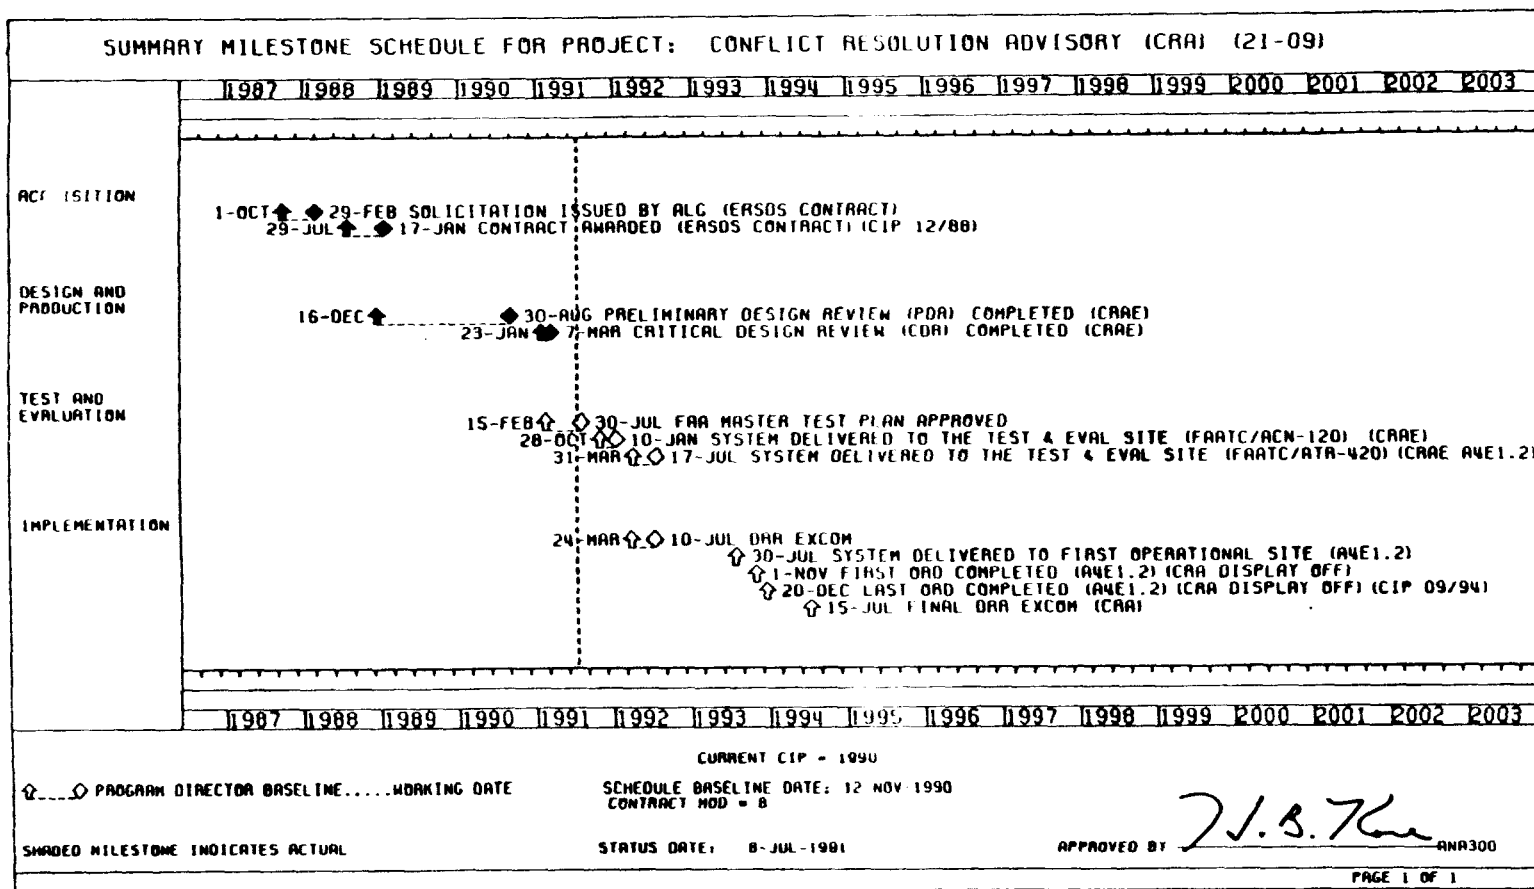 SUMMARY MILESTONE SCHEDULE FOR PROJECT: CONFLICT RESOLUTION ADVISORY (CRA) (21-09)
1987 1988 1989 1990 1991 1992 1993 1994 1995 1996 1997 1998 1999 2000 2001 2002 2003
ISITION
1-OCT 29-FEB SOLICITATION ISSUED BY ALG (ERSDS CONTRACT)
29-JUL 17-JAN CONTRACT AWARDED (ERSDS CONTRACT) (CIP 12/88)
DESIGN AND
PRODUCTION
16-DEC 30-AUG PRELIMINARY DESIGN REVIEW (PDR) COMPLETED (CRAE)
23-JAN 7-MAR CRITICAL DESIGN REVIEW (CDR) COMPLETED (CRAE)
TEST AND
EVALUATION
15-FEB 30-JUL FAA MASTER TEST PLAN APPROVED
28-OCT 10-JAN SYSTEM DELIVERED TO THE TEST & EVAL SITE (FAATC/ACN-120) (CRAE)
31-MAR 17-JUL SYSTEM DELIVERED TO THE TEST & EVAL SITE (FAATC/ATR-420) (CRAE A4E1.2)
IMPLEMENTATION
24-MAR 10-JUL DRR EXCOM
30-JUL SYSTEM DELIVERED TO FIRST OPERATIONAL SITE (A4E1.2)
1-NOV FIRST ORD COMPLETED (A4E1.2) (CRA DISPLAY OFF)
20-DEC LAST ORD COMPLETED (A4E1.2) (CRA DISPLAY OFF) (CIP 09/94)
15-JUL FINAL DRR EXCOM (CRA)
1987 1988 1989 1990 1991 1992 1993 1994 1995 1996 1997 1998 1999 2000 2001 2002 2003
CURRENT CIP = 1990
PROGRAM DIRECTOR BASELINE.....WORKING DATE
SCHEDULE BASELINE DATE: 12 NOV 1990
CONTRACT MOD = 8
SHADED MILESTONE INDICATES ACTUAL
STATUS DATE: 8-JUL-1991
APPROVED BY ANA300
PAGE 1 OF 1